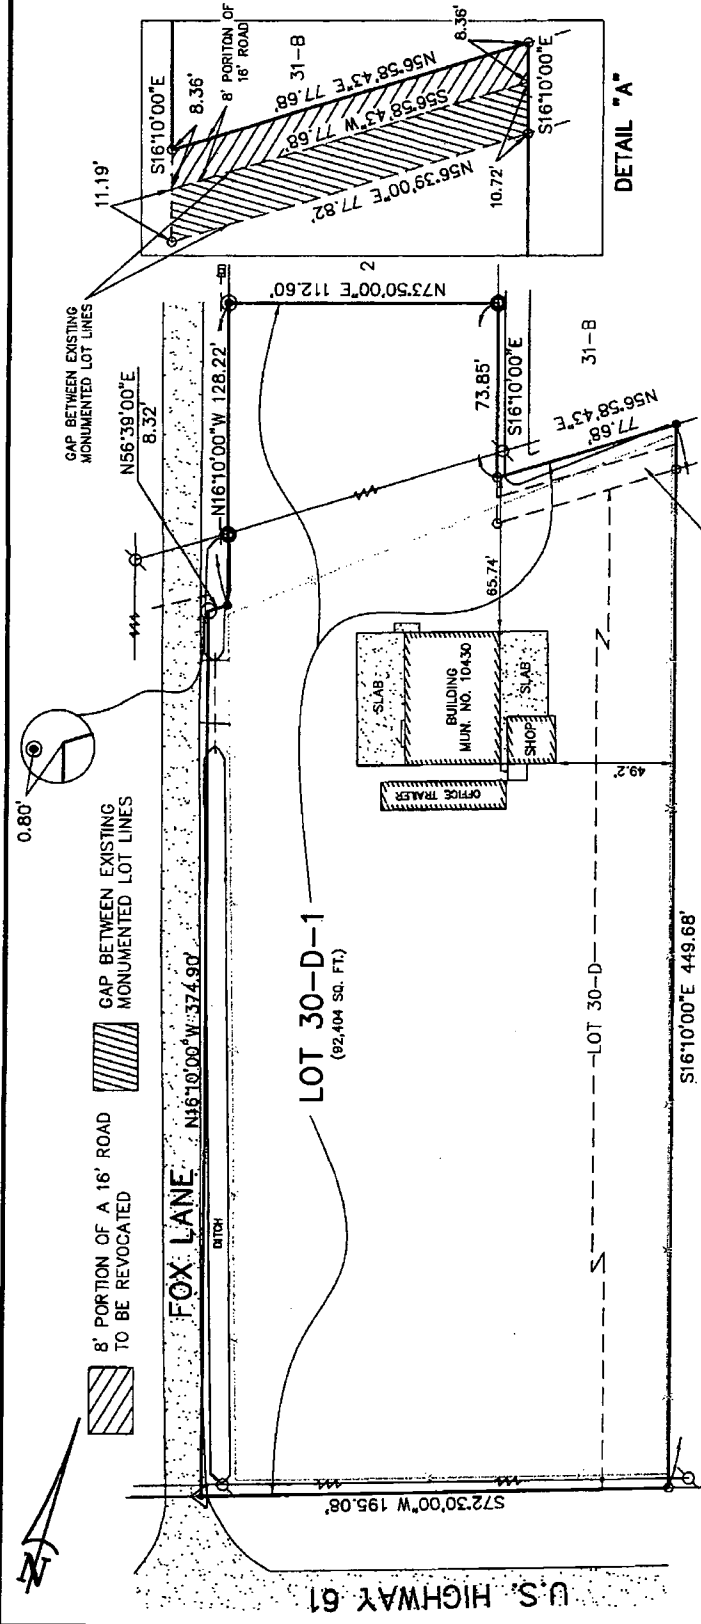 N
8' PORTION OF A 16' ROAD
TO BE REVOCATED
GAP BETWEEN EXISTING
MONUMENTED LOT LINES
0.80'
FOX LANE
N16°10'00"W 374.90'
DITCH
N56°39'00"E
8.32'
N16°10'00"W 128.22'
GAP BETWEEN EXISTING
MONUMENTED LOT LINES
11.19'
S16°10'00"E
8.36'
8' PORITON OF
16' ROAD
31-B
N56°58'43"E 77.68'
S56°58'43"W 77.68'
N56°39'00"E 77.82'
8.36'
S16°10'00"E
10.72'
DETAIL "A"
N73°50'00"E 112.60'
2
73.85'
S16°10'00"E
31-B
N56°58'43"E
77.68'
65.74'
SLAB
BUILDING
MUN. NO. 10430
SLAB
SHOP
OFFICE TRAILER
49.2'
LOT 30-D-1
(92,404 SQ. FT.)
LOT 30-D
S16°10'00"E 449.68'
S72°30'00"W 195.08'
U.S. HIGHWAY 61